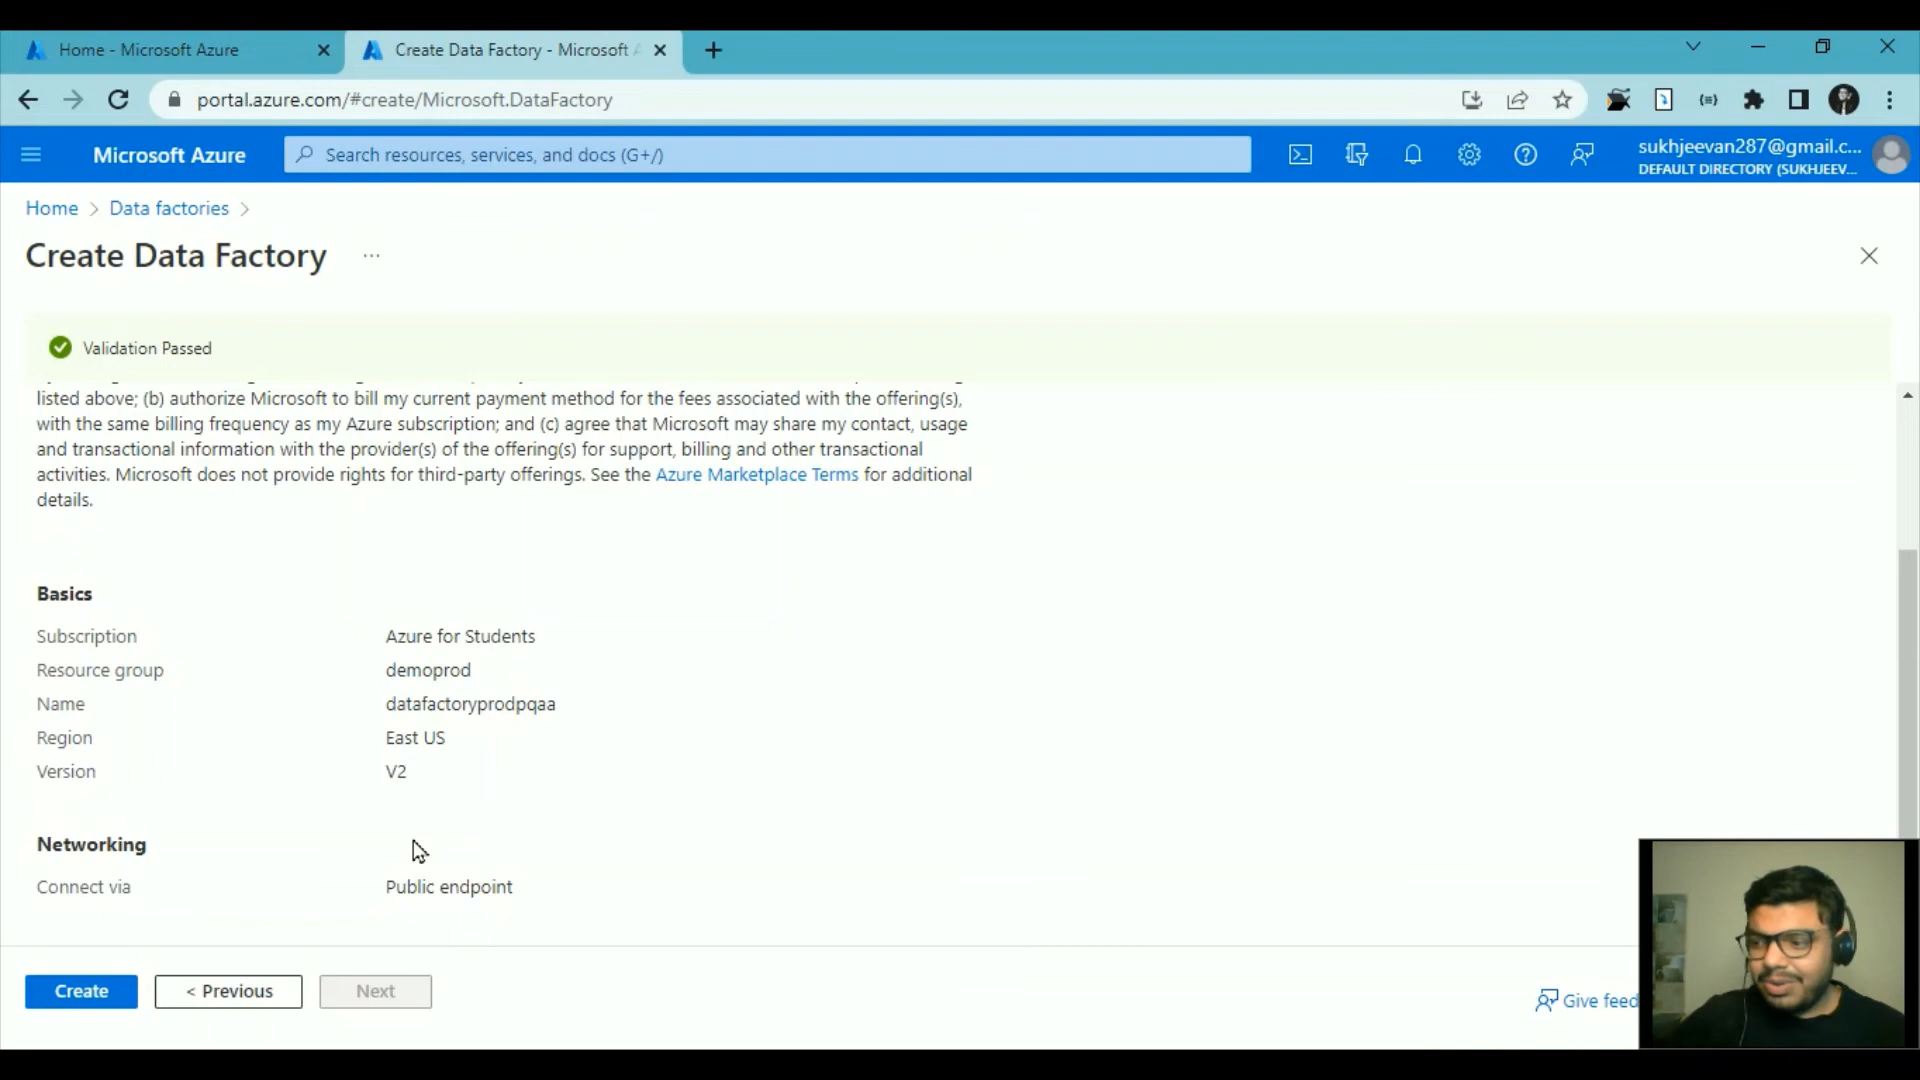 Home - Microsoft Azure
Create Data Factory - Microsoft A
portal.azure.com/#create/Microsoft.DataFactory
Microsoft Azure
Search resources, services, and docs (G+/)
sukhjeevan287@gmail.c...
DEFAULT DIRECTORY (SUKHJEEV...
Home > Data factories >
Create Data Factory ...
Validation Passed
listed above; (b) authorize Microsoft to bill my current payment method for the fees associated with the offering(s),
with the same billing frequency as my Azure subscription; and (c) agree that Microsoft may share my contact, usage
and transactional information with the provider(s) of the offering(s) for support, billing and other transactional
activities. Microsoft does not provide rights for third-party offerings. See the Azure Marketplace Terms for additional
details.
Basics
Subscription Azure for Students
Resource group demoprod
Name datafactoryprodpqaa
Region East US
Version V2
Networking
Connect via Public endpoint
Create
< Previous
Next
Give feed